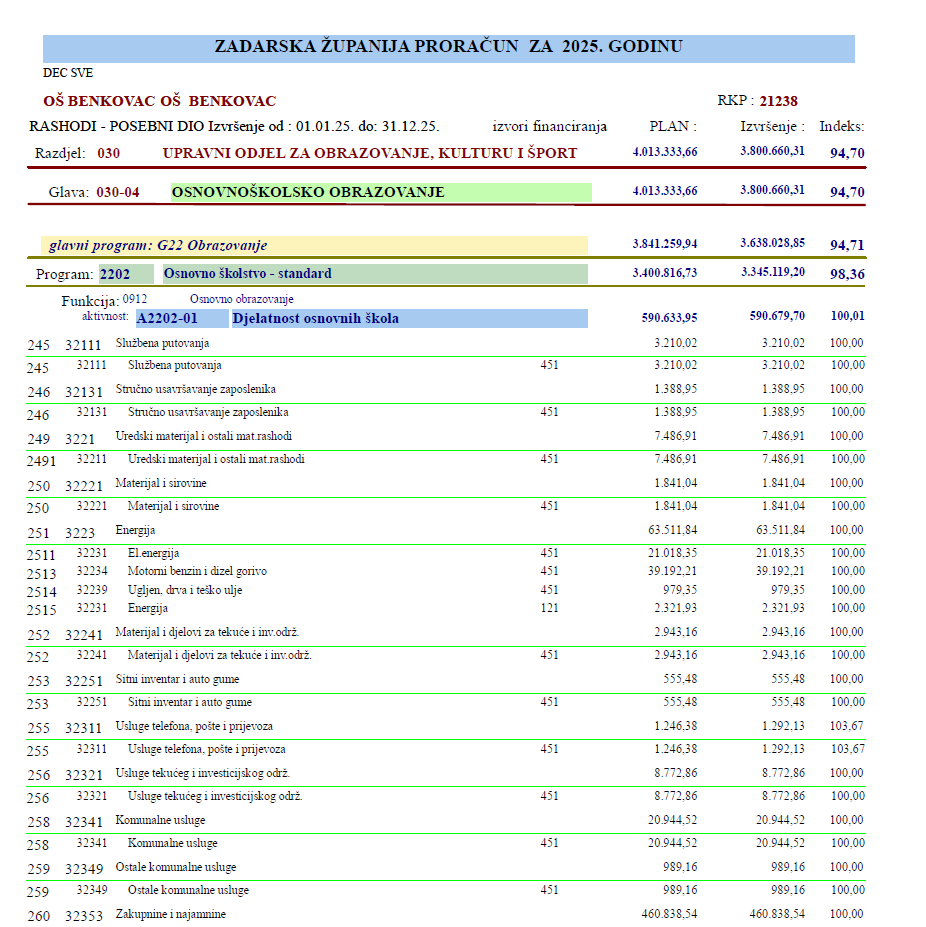 ZADARSKA ŽUPANIJA PRORAČUN ZA 2025. GODINU
DEC SVE
OŠ BENKOVAC OŠ BENKOVAC RKP : 21238
RASHODI - POSEBNI DIO Izvršenje od : 01.01.25. do: 31.12.25. izvori financiranja PLAN : Izvršenje : Indeks:
Razdjel: 030 UPRAVNI ODJEL ZA OBRAZOVANJE, KULTURU I ŠPORT 4.013.333,66 3.800.660,31 94,70
Glava: 030-04 OSNOVNOŠKOLSKO OBRAZOVANJE 4.013.333,66 3.800.660,31 94,70
glavni program: G22 Obrazovanje 3.841.259,94 3.638.028,85 94,71
Program: 2202 Osnovno školstvo - standard 3.400.816,73 3.345.119,20 98,36
Funkcija: 0912 Osnovno obrazovanje
aktivnost: A2202-01 Djelatnost osnovnih škola 590.633,95 590.679,70 100,01
245 32111 Službena putovanja 3.210,02 3.210,02 100,00
245 32111 Službena putovanja 451 3.210,02 3.210,02 100,00
246 32131 Stručno usavršavanje zaposlenika 1.388,95 1.388,95 100,00
246 32131 Stručno usavršavanje zaposlenika 451 1.388,95 1.388,95 100,00
249 3221 Uredski materijal i ostali mat.rashodi 7.486,91 7.486,91 100,00
2491 32211 Uredski materijal i ostali mat.rashodi 451 7.486,91 7.486,91 100,00
250 32221 Materijal i sirovine 1.841,04 1.841,04 100,00
250 32221 Materijal i sirovine 451 1.841,04 1.841,04 100,00
251 3223 Energija 63.511,84 63.511,84 100,00
2511 32231 El.energija 451 21.018,35 21.018,35 100,00
2513 32234 Motorni benzin i dizel gorivo 451 39.192,21 39.192,21 100,00
2514 32239 Ugljen, drva i teško ulje 451 979,35 979,35 100,00
2515 32231 Energija 121 2.321,93 2.321,93 100,00
252 32241 Materijal i djelovi za tekuće i inv.održ. 2.943,16 2.943,16 100,00
252 32241 Materijal i djelovi za tekuće i inv.održ. 451 2.943,16 2.943,16 100,00
253 32251 Sitni inventar i auto gume 555,48 555,48 100,00
253 32251 Sitni inventar i auto gume 451 555,48 555,48 100,00
255 32311 Usluge telefona, pošte i prijevoza 1.246,38 1.292,13 103,67
255 32311 Usluge telefona, pošte i prijevoza 451 1.246,38 1.292,13 103,67
256 32321 Usluge tekućeg i investicijskog održ. 8.772,86 8.772,86 100,00
256 32321 Usluge tekućeg i investicijskog održ. 451 8.772,86 8.772,86 100,00
258 32341 Komunalne usluge 20.944,52 20.944,52 100,00
258 32341 Komunalne usluge 451 20.944,52 20.944,52 100,00
259 32349 Ostale komunalne usluge 989,16 989,16 100,00
259 32349 Ostale komunalne usluge 451 989,16 989,16 100,00
260 32353 Zakupnine i najamnine 460.838,54 460.838,54 100,00